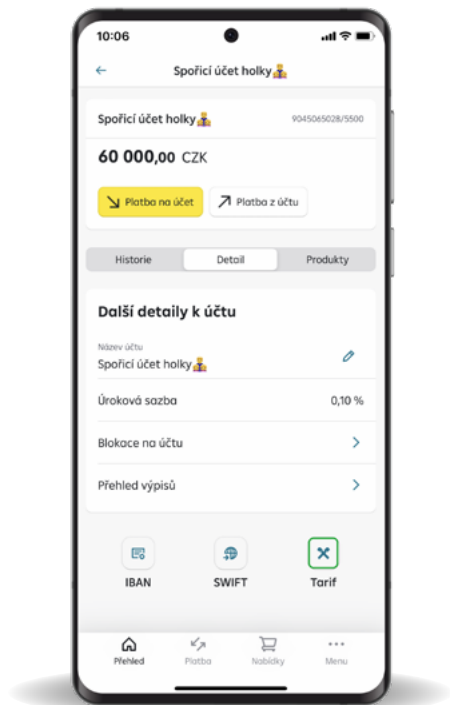 10:06
Spořicí účet holky
Spořicí účet holky 9045065028/5500
60 000,00 CZK
Platba na účet Platba z účtu
Historie Detail Produkty
Další detaily k účtu
Název účtu
Spořicí účet holky
Úroková sazba 0,10 %
Blokace na účtu
Přehled výpisů
IBAN SWIFT Tarif
Přehled Platba Nabídky Menu